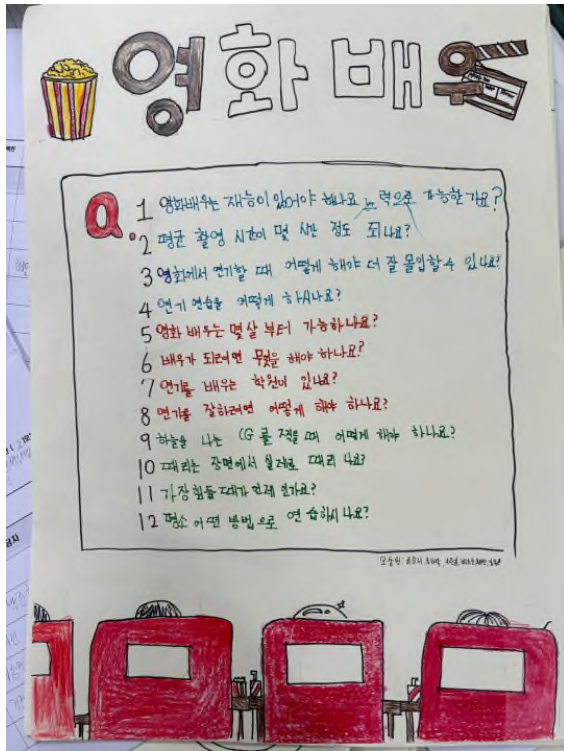 영화배우
Q.
1 영화배우는 재능이 있어야 하나요 노력으로 가능한가요?
2 평균 촬영 시간이 몇 시간 정도 되나요?
3 영화에서 연기할 때 어떻게 해야 더 잘 몰입할 수 있나요?
4 연기 연습을 어떻게 하시나요?
5 영화 배우는 몇살 부터 가능하나요?
6 배우가 되려면 무엇을 해야 하나요?
7 연기를 배우는 학원이 있나요?
8 연기를 잘하려면 어떻게 해야 하나요?
9 하늘을 나는 CG를 찍을 때 어떻게 해야 하나요?
10 때리는 장면에서 실제로 때리 나요?
11 가장 힘들 때가 언제 인가요?
12 평소 어떤 방법으로 연습하시나요?